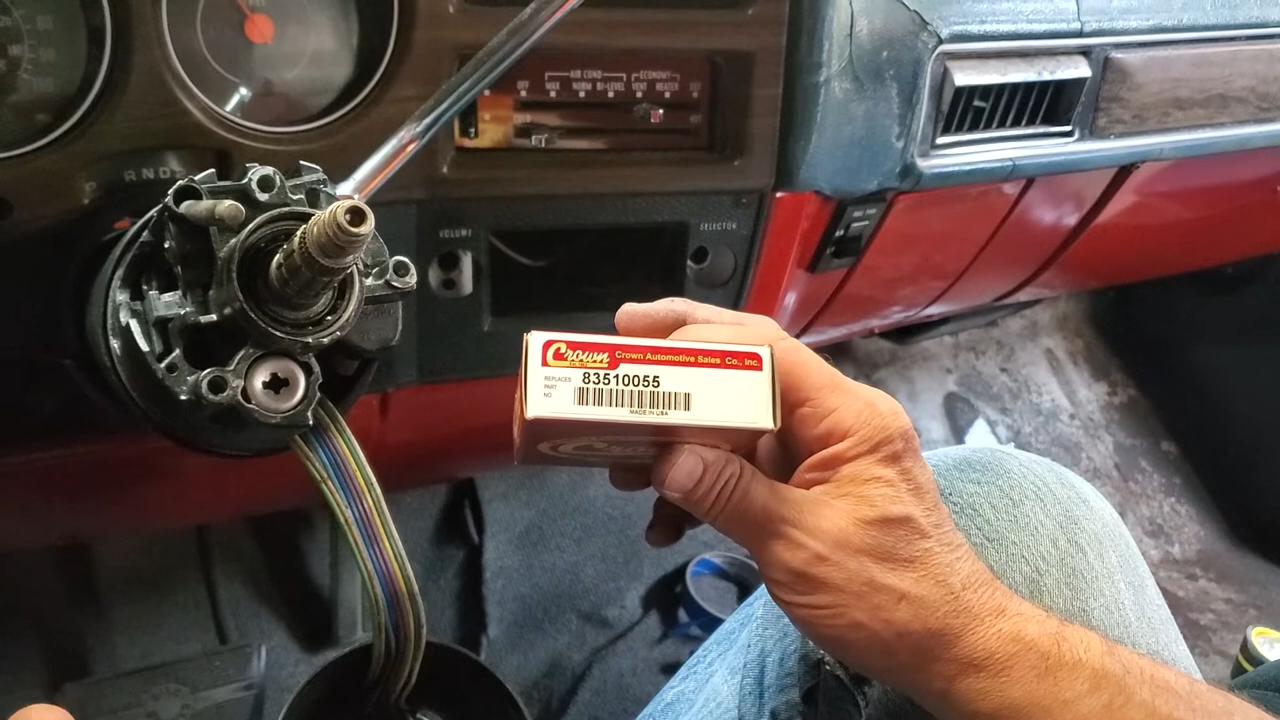 AIR COND
ECONOMY
OFF MAX NORM BI-LEVEL VENT HEATER
P RND
VOLUME
SELECTOR
Crown Crown Automotive Sales Co., Inc.
REPLACES
PART
NO
83510055
MADE IN USA